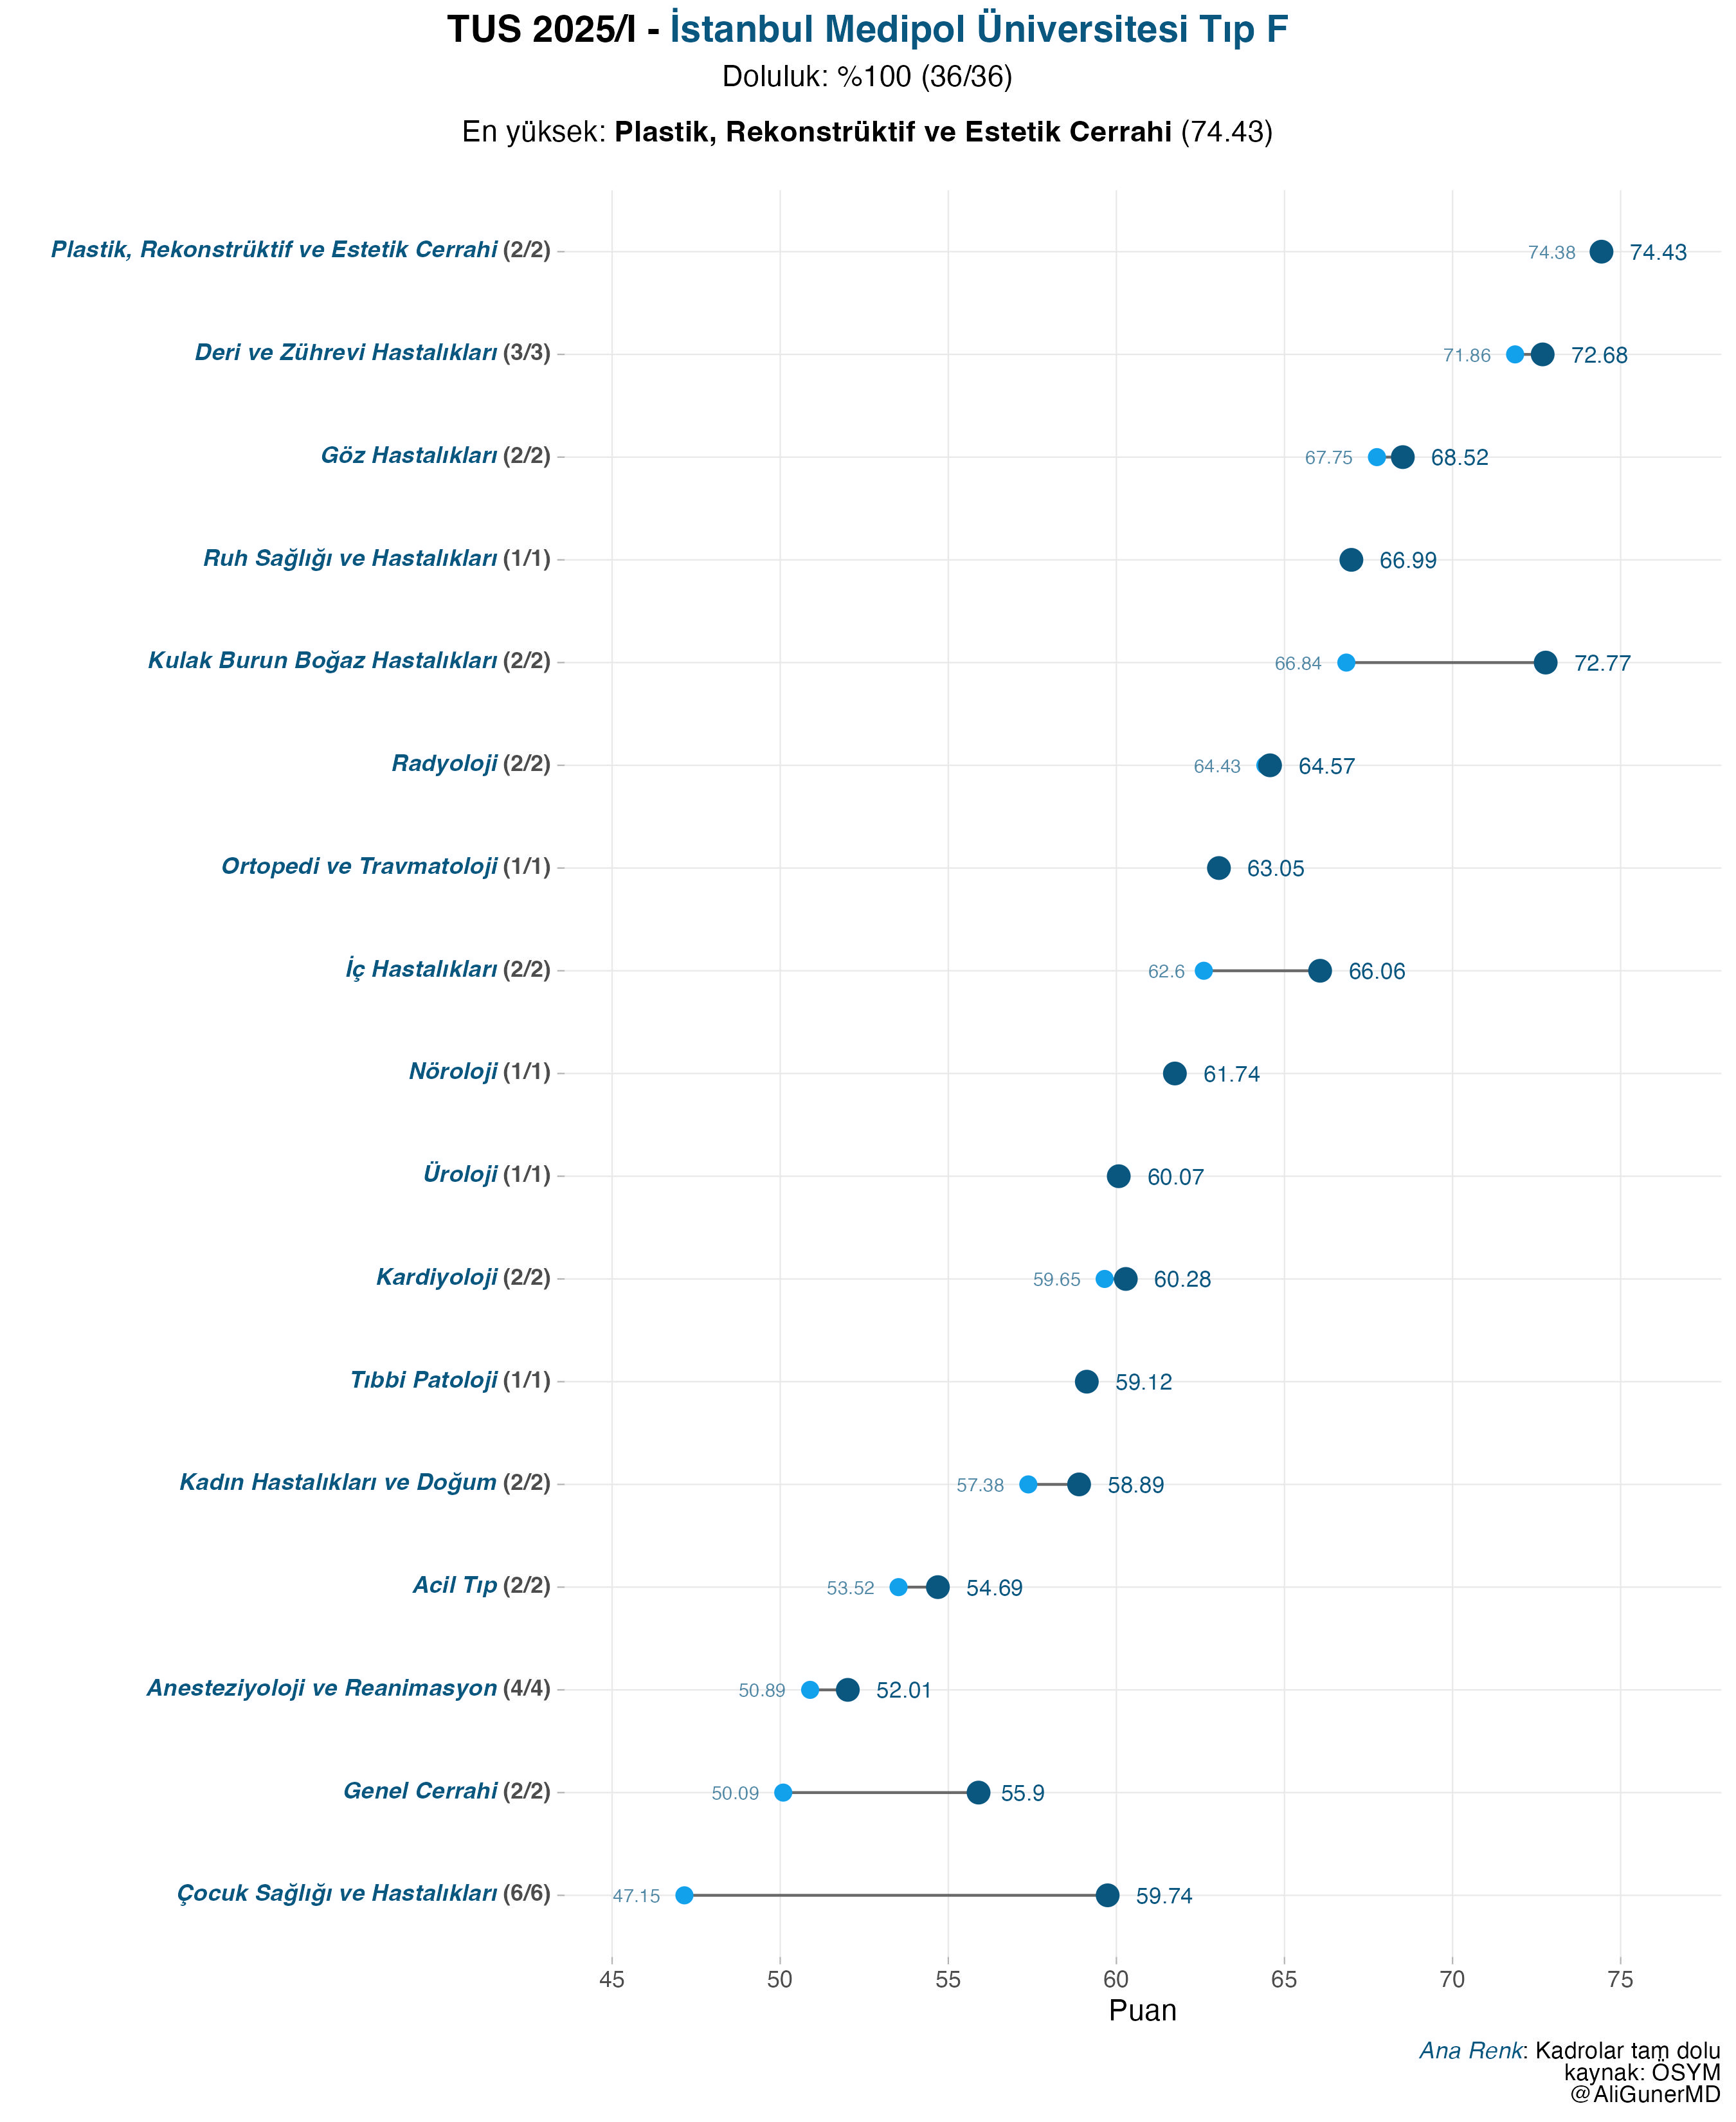 TUS 2025/I - İstanbul Medipol Üniversitesi Tıp F
Doluluk: %100 (36/36)
En yüksek: Plastik, Rekonstrüktif ve Estetik Cerrahi (74.43)
Plastik, Rekonstrüktif ve Estetik Cerrahi (2/2) 74.38 74.43
Deri ve Zührevi Hastalıkları (3/3) 71.86 72.68
Göz Hastalıkları (2/2) 67.75 68.52
Ruh Sağlığı ve Hastalıkları (1/1) 66.99
Kulak Burun Boğaz Hastalıkları (2/2) 66.84 72.77
Radyoloji (2/2) 64.43 64.57
Ortopedi ve Travmatoloji (1/1) 63.05
İç Hastalıkları (2/2) 62.6 66.06
Nöroloji (1/1) 61.74
Üroloji (1/1) 60.07
Kardiyoloji (2/2) 59.65 60.28
Tıbbi Patoloji (1/1) 59.12
Kadın Hastalıkları ve Doğum (2/2) 57.38 58.89
Acil Tıp (2/2) 53.52 54.69
Anesteziyoloji ve Reanimasyon (4/4) 50.89 52.01
Genel Cerrahi (2/2) 50.09 55.9
Çocuk Sağlığı ve Hastalıkları (6/6) 47.15 59.74
45 50 55 60 65 70 75
Puan
Ana Renk: Kadrolar tam dolu
kaynak: ÖSYM
@AliGunerMD